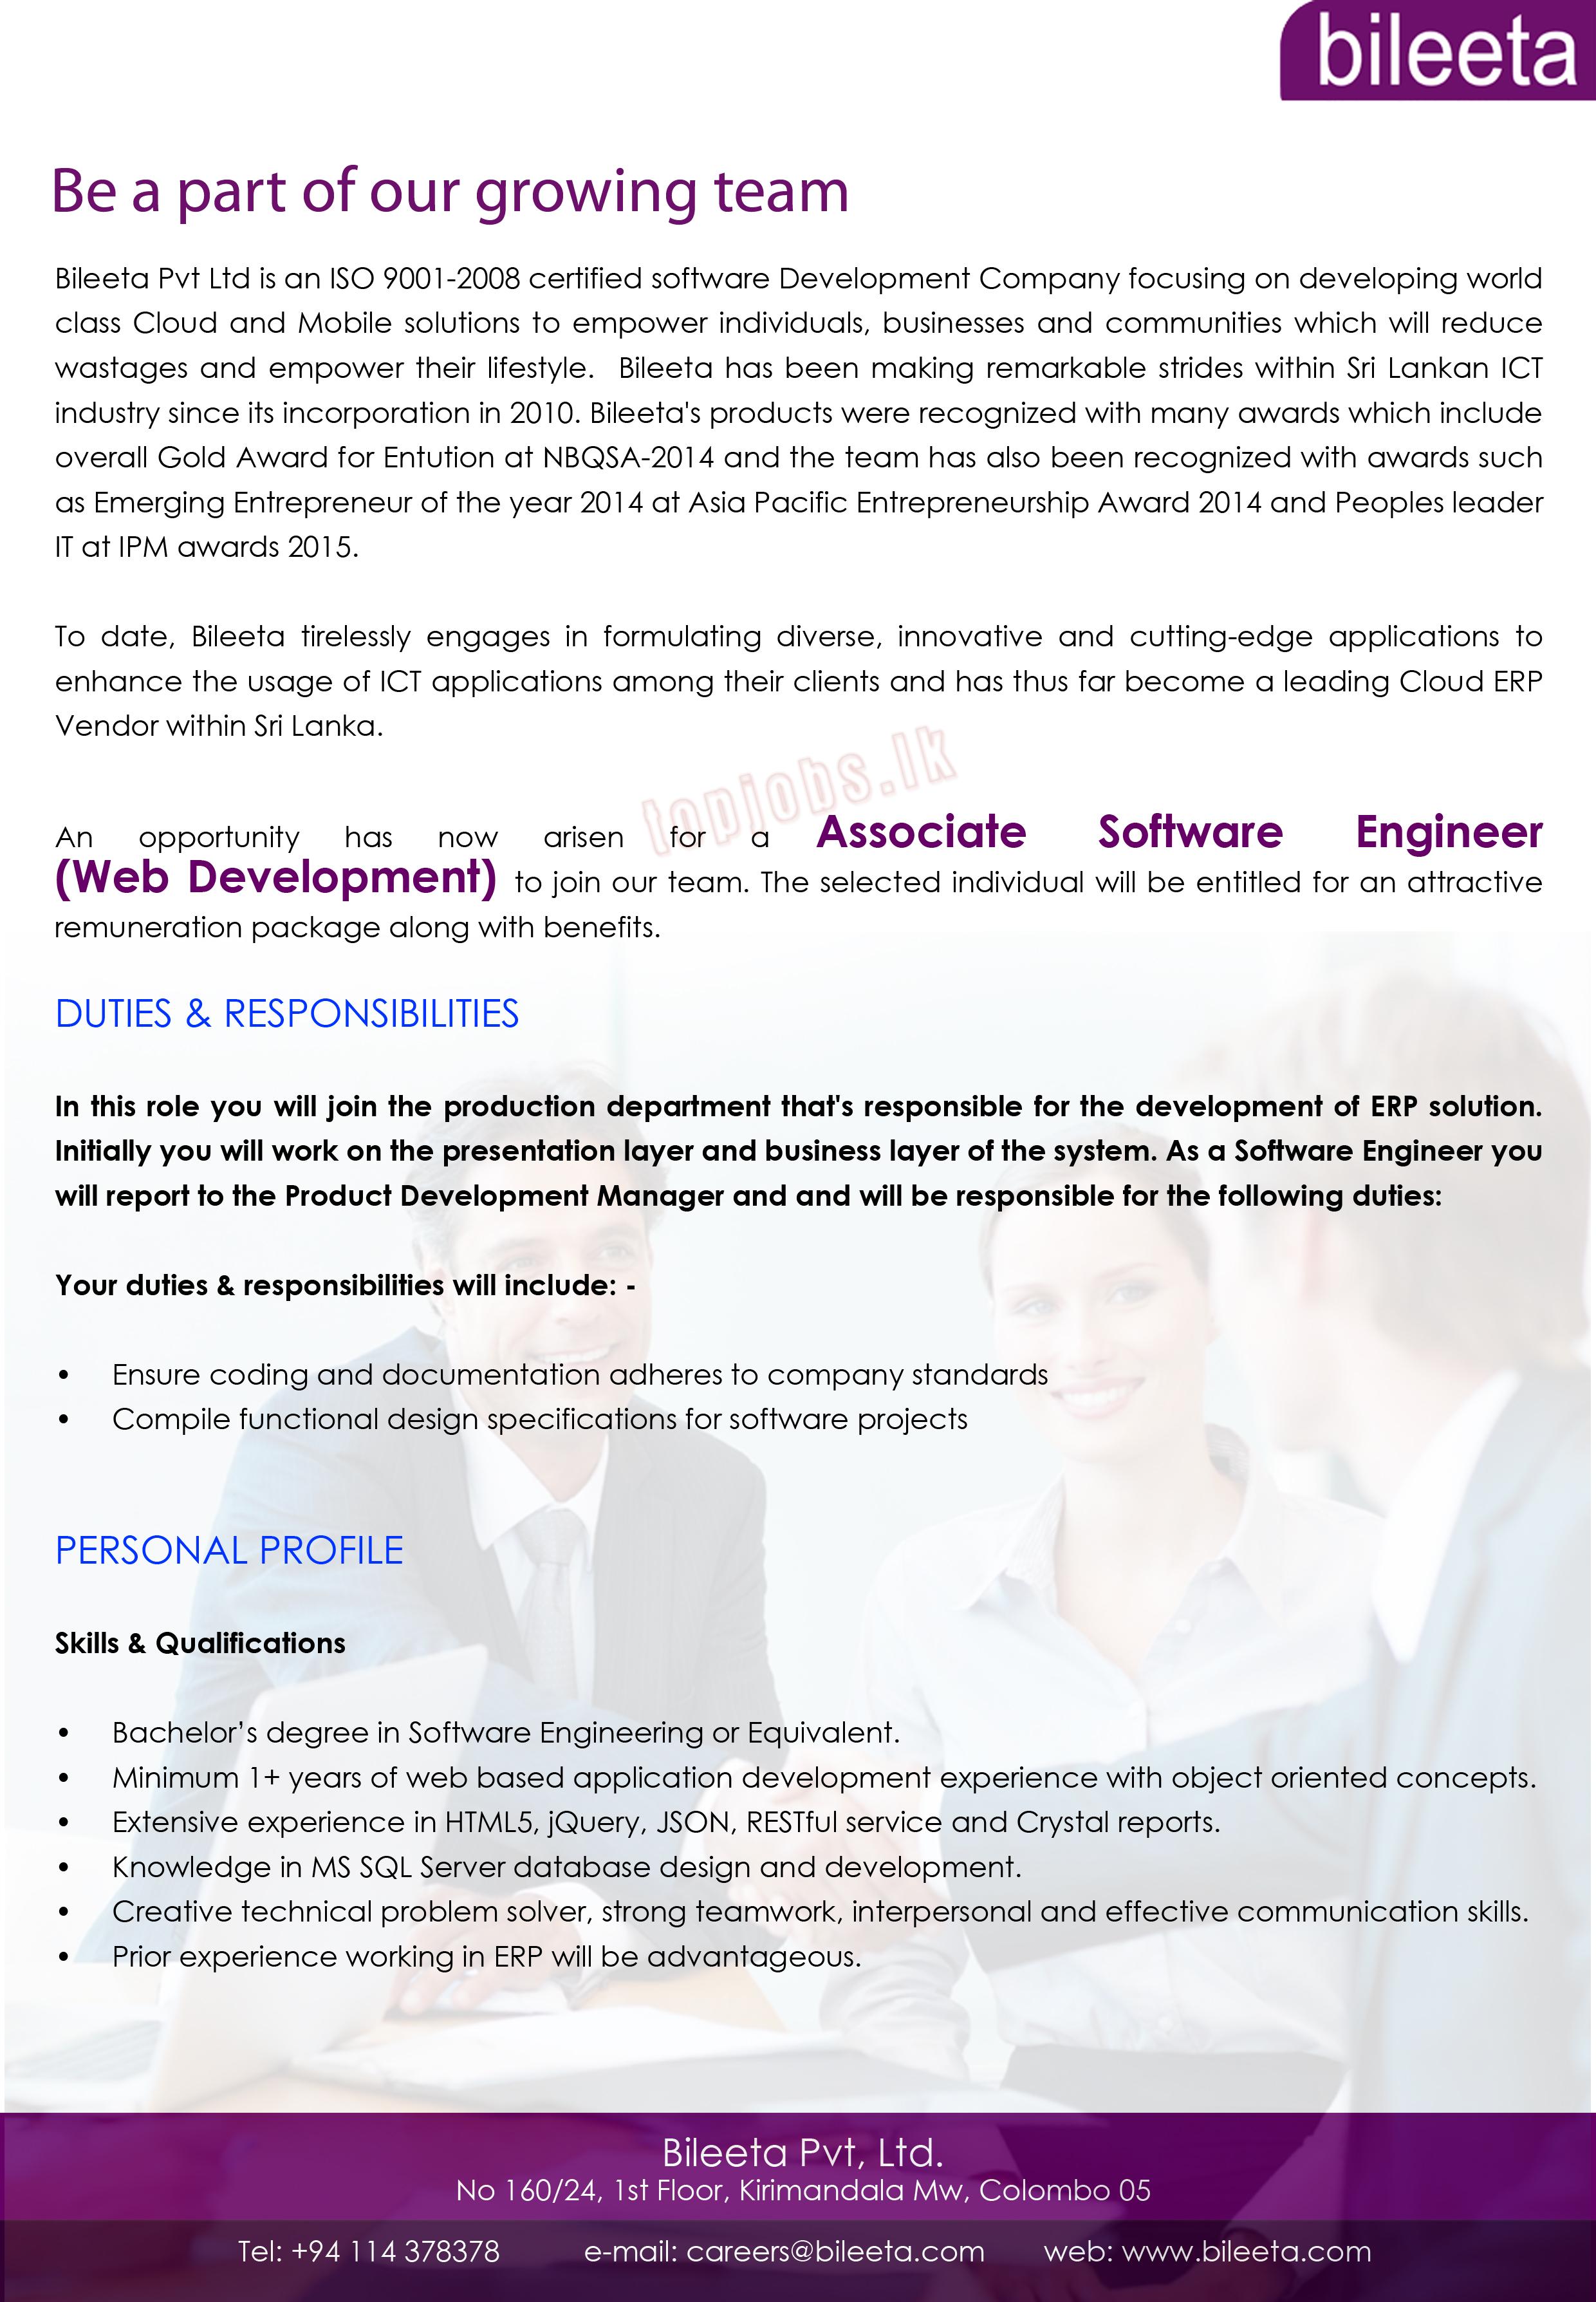 bileeta
Be a part of our growing team
Bileeta Pvt Ltd is an ISO 9001-2008 certified software Development Company focusing on developing world
class Cloud and Mobile solutions to empower individuals, businesses and communities which will reduce
wastages and empower their lifestyle. Bileeta has been making remarkable strides within Sri Lankan ICT
industry since its incorporation in 2010. Bileeta's products were recognized with many awards which include
overall Gold Award for Entution at NBQSA-2014 and the team has also been recognized with awards such
as Emerging Entrepreneur of the year 2014 at Asia Pacific Entrepreneurship Award 2014 and Peoples leader
IT at IPM awards 2015.
To date, Bileeta tirelessly engages in formulating diverse, innovative and cutting-edge applications to
enhance the usage of ICT applications among their clients and has thus far become a leading Cloud ERP
Vendor within Sri Lanka.
topjobs.lk
An opportunity has now arisen for a Associate Software Engineer
(Web Development) to join our team. The selected individual will be entitled for an attractive
remuneration package along with benefits.
DUTIES & RESPONSIBILITIES
In this role you will join the production department that's responsible for the development of ERP solution.
Initially you will work on the presentation layer and business layer of the system. As a Software Engineer you
will report to the Product Development Manager and and will be responsible for the following duties:
Your duties & responsibilities will include: -
• Ensure coding and documentation adheres to company standards
• Compile functional design specifications for software projects
PERSONAL PROFILE
Skills & Qualifications
• Bachelor’s degree in Software Engineering or Equivalent.
• Minimum 1+ years of web based application development experience with object oriented concepts.
• Extensive experience in HTML5, jQuery, JSON, RESTful service and Crystal reports.
• Knowledge in MS SQL Server database design and development.
• Creative technical problem solver, strong teamwork, interpersonal and effective communication skills.
• Prior experience working in ERP will be advantageous.
Bileeta Pvt, Ltd.
No 160/24, 1st Floor, Kirimandala Mw, Colombo 05
Tel: +94 114 378378 e-mail: careers@bileeta.com web: www.bileeta.com